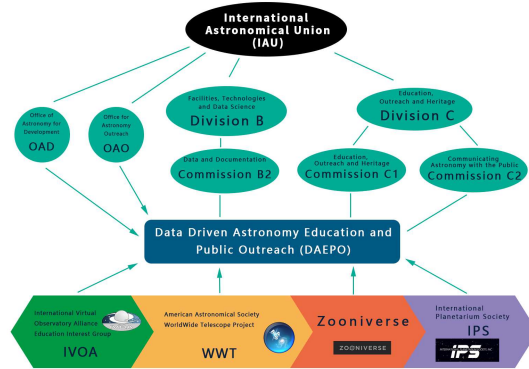 International
Astronomical Union
(IAU)
Office of
Astronomy for
Development
OAD
Office for
Astronomy
Outreach
OAO
Facilities, Technologies
and Data Science
Division B
Education,
Outreach and Heritage
Division C
Data and Documentation
Commission B2
Education,
Outreach and Heritage
Commission C1
Communicating
Astronomy with the Public
Commission C2
Data Driven Astronomy Education and
Public Outreach (DAEPO)
International Virtual
Observatory Alliance
Education Interest Group
IVOA
American Astronomical Society
WorldWide Telescope Project
WWT
Zooniverse
ZOONIVERSE
International
Planetarium Society
IPS
IPS